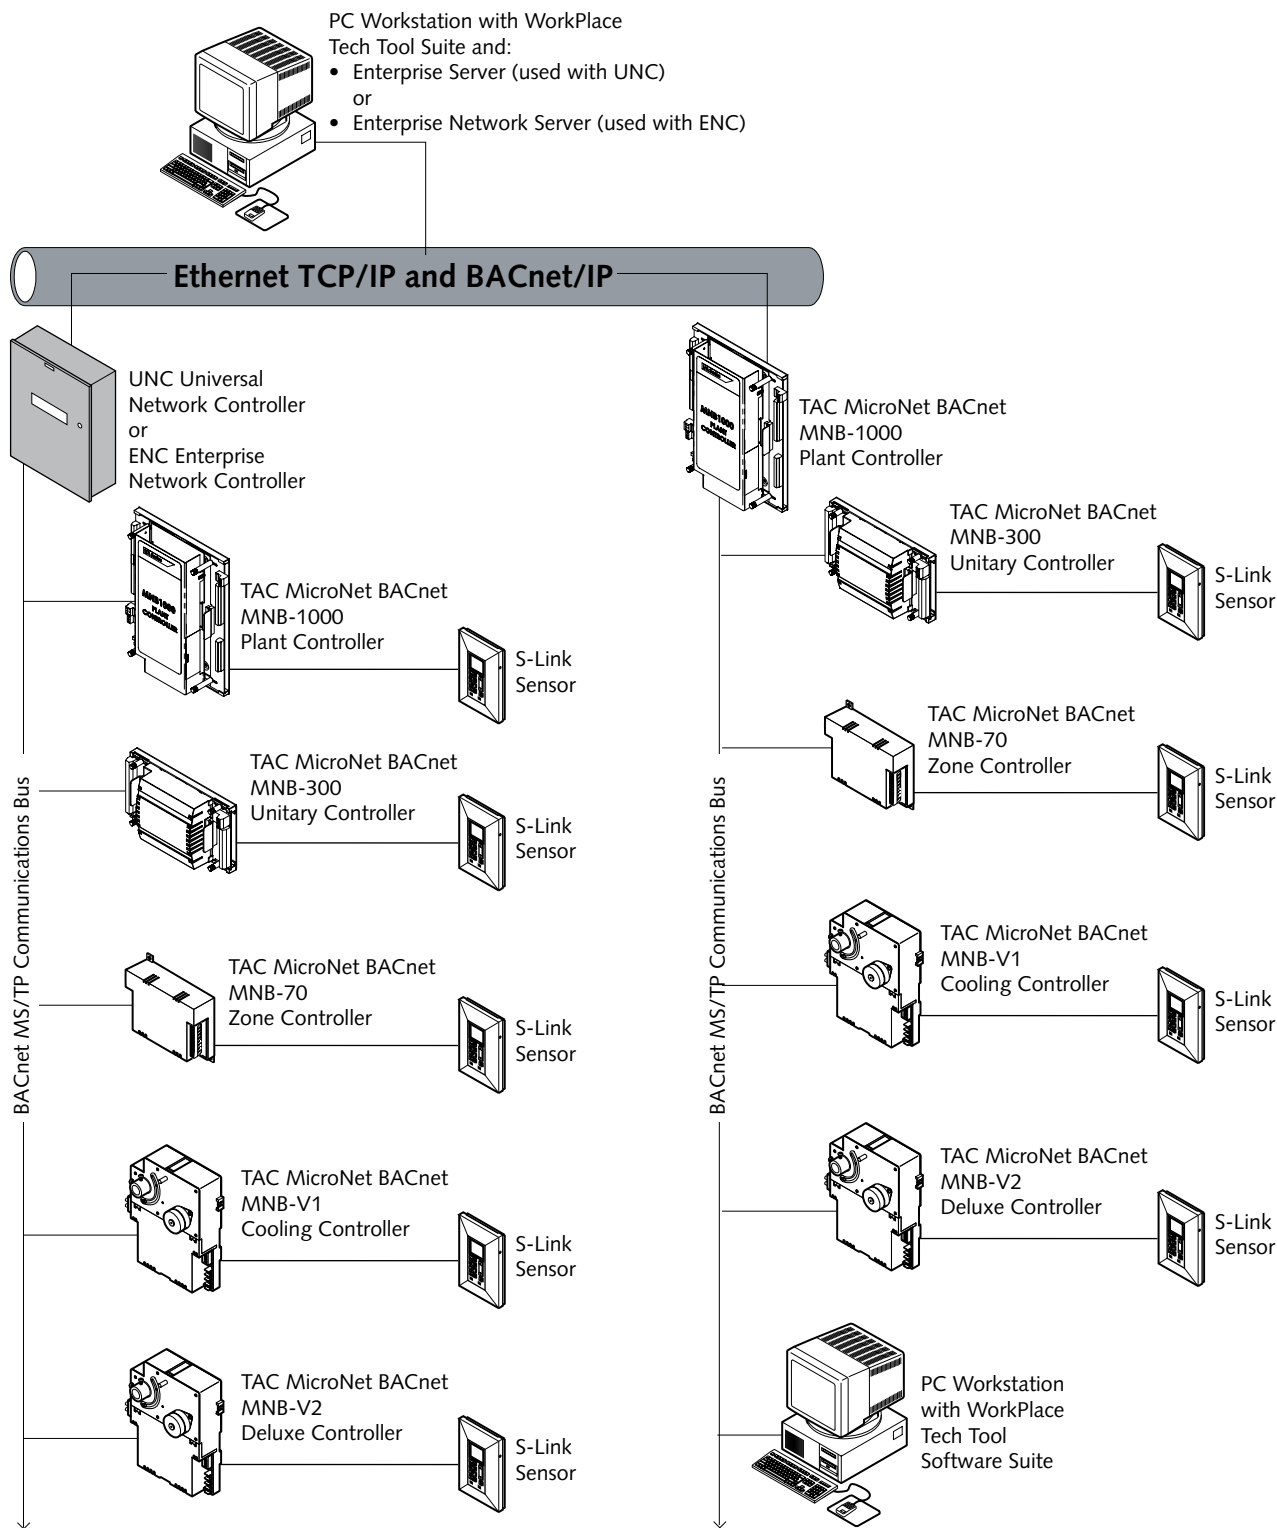 PC Workstation with WorkPlace
Tech Tool Suite and:
• Enterprise Server (used with UNC)
or
• Enterprise Network Server (used with ENC)
Ethernet TCP/IP and BACnet/IP
UNC Universal
Network Controller
or
ENC Enterprise
Network Controller
MNB1000
PLANT
CONTROLLER
TAC MicroNet BACnet
MNB-1000
Plant Controller
S-Link
Sensor
TAC MicroNet BACnet
MNB-300
Unitary Controller
S-Link
Sensor
TAC MicroNet BACnet
MNB-70
Zone Controller
S-Link
Sensor
TAC MicroNet BACnet
MNB-V1
Cooling Controller
S-Link
Sensor
TAC MicroNet BACnet
MNB-V2
Deluxe Controller
S-Link
Sensor
BACnet MS/TP Communications Bus
MNB1000
PLANT
CONTROLLER
TAC MicroNet BACnet
MNB-1000
Plant Controller
TAC MicroNet BACnet
MNB-300
Unitary Controller
S-Link
Sensor
TAC MicroNet BACnet
MNB-70
Zone Controller
S-Link
Sensor
TAC MicroNet BACnet
MNB-V1
Cooling Controller
S-Link
Sensor
TAC MicroNet BACnet
MNB-V2
Deluxe Controller
S-Link
Sensor
PC Workstation
with WorkPlace
Tech Tool
Software Suite
BACnet MS/TP Communications Bus